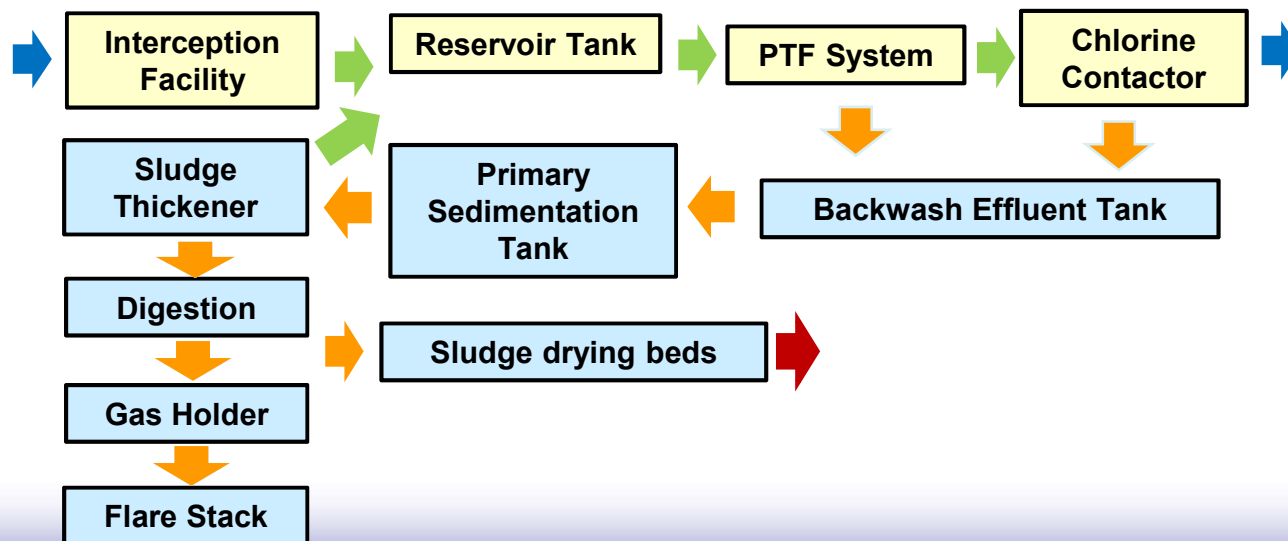 Interception
Facility
Reservoir Tank
PTF System
Chlorine
Contactor
Sludge
Thickener
Primary
Sedimentation
Tank
Backwash Effluent Tank
Digestion
Sludge drying beds
Gas Holder
Flare Stack